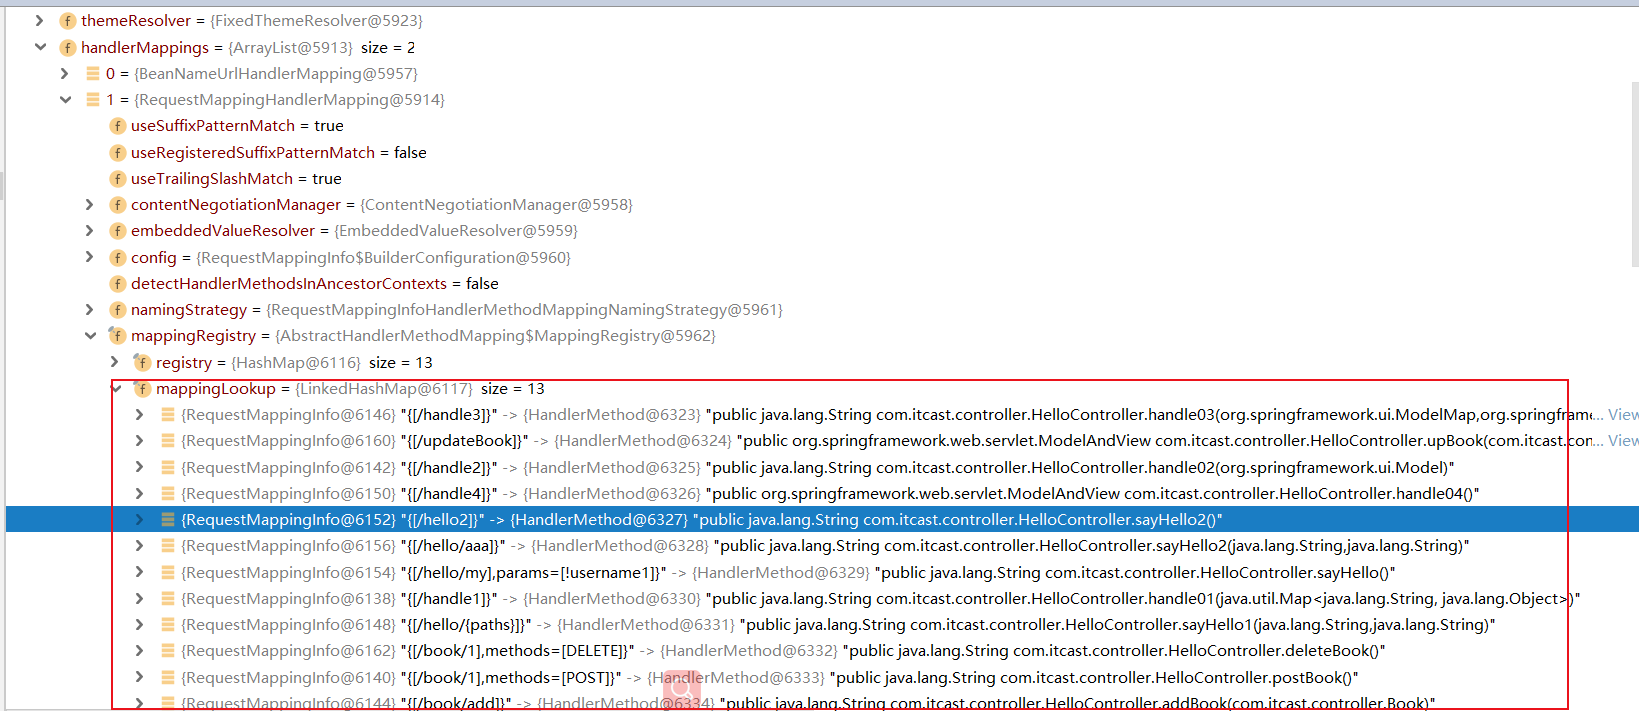 themeResolver = {FixedThemeResolver@5923}
handlerMappings = {ArrayList@5913} size = 2
0 = {BeanNameUrlHandlerMapping@5957}
1 = {RequestMappingHandlerMapping@5914}
useSuffixPatternMatch = true
useRegisteredSuffixPatternMatch = false
useTrailingSlashMatch = true
contentNegotiationManager = {ContentNegotiationManager@5958}
embeddedValueResolver = {EmbeddedValueResolver@5959}
config = {RequestMappingInfo$BuilderConfiguration@5960}
detectHandlerMethodsInAncestorContexts = false
namingStrategy = {RequestMappingInfoHandlerMethodMappingNamingStrategy@5961}
mappingRegistry = {AbstractHandlerMethodMapping$MappingRegistry@5962}
registry = {HashMap@6116} size = 13
mappingLookup = {LinkedHashMap@6117} size = 13
{RequestMappingInfo@6146} "{[/handle3]}" -> {HandlerMethod@6323} "public java.lang.String com.itcast.controller.HelloController.handle03(org.springframework.ui.ModelMap,org.springframe... View
{RequestMappingInfo@6160} "{[/updateBook]}" -> {HandlerMethod@6324} "public org.springframework.web.servlet.ModelAndView com.itcast.controller.HelloController.upBook(com.itcast.con... View
{RequestMappingInfo@6142} "{[/handle2]}" -> {HandlerMethod@6325} "public java.lang.String com.itcast.controller.HelloController.handle02(org.springframework.ui.Model)"
{RequestMappingInfo@6150} "{[/handle4]}" -> {HandlerMethod@6326} "public org.springframework.web.servlet.ModelAndView com.itcast.controller.HelloController.handle04()"
{RequestMappingInfo@6152} "{[/hello2]}" -> {HandlerMethod@6327} "public java.lang.String com.itcast.controller.HelloController.sayHello2()"
{RequestMappingInfo@6156} "{[/hello/aaa]}" -> {HandlerMethod@6328} "public java.lang.String com.itcast.controller.HelloController.sayHello2(java.lang.String,java.lang.String)"
{RequestMappingInfo@6154} "{[/hello/my],params=[!username1]}" -> {HandlerMethod@6329} "public java.lang.String com.itcast.controller.HelloController.sayHello()"
{RequestMappingInfo@6138} "{[/handle1]}" -> {HandlerMethod@6330} "public java.lang.String com.itcast.controller.HelloController.handle01(java.util.Map<java.lang.String, java.lang.Object>)"
{RequestMappingInfo@6148} "{[/hello/{paths}]}" -> {HandlerMethod@6331} "public java.lang.String com.itcast.controller.HelloController.sayHello1(java.lang.String,java.lang.String)"
{RequestMappingInfo@6162} "{[/book/1],methods=[DELETE]}" -> {HandlerMethod@6332} "public java.lang.String com.itcast.controller.HelloController.deleteBook()"
{RequestMappingInfo@6140} "{[/book/1],methods=[POST]}" -> {HandlerMethod@6333} "public java.lang.String com.itcast.controller.HelloController.postBook()"
{RequestMappingInfo@6144} "{[/book/add]}" -> {HandlerMethod@6334} "public java.lang.String com.itcast.controller.HelloController.addBook(com.itcast.controller.Book)"